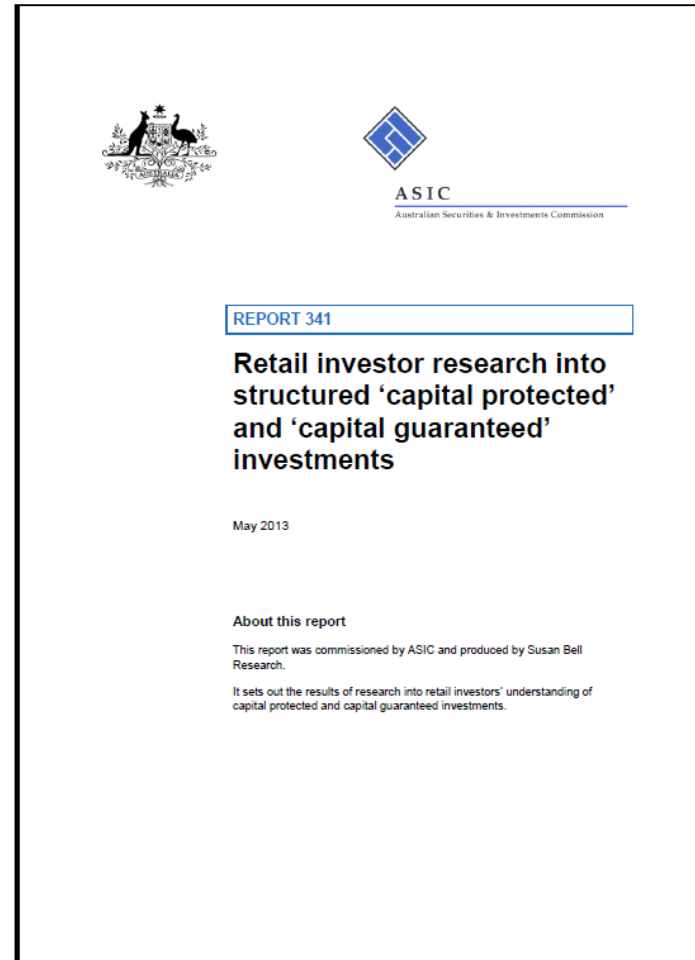 AUSTRALIA
ASIC
Australian Securities & Investments Commission
REPORT 341
Retail investor research into
structured ‘capital protected’
and ‘capital guaranteed’
investments
May 2013
About this report
This report was commissioned by ASIC and produced by Susan Bell
Research.
It sets out the results of research into retail investors’ understanding of
capital protected and capital guaranteed investments.